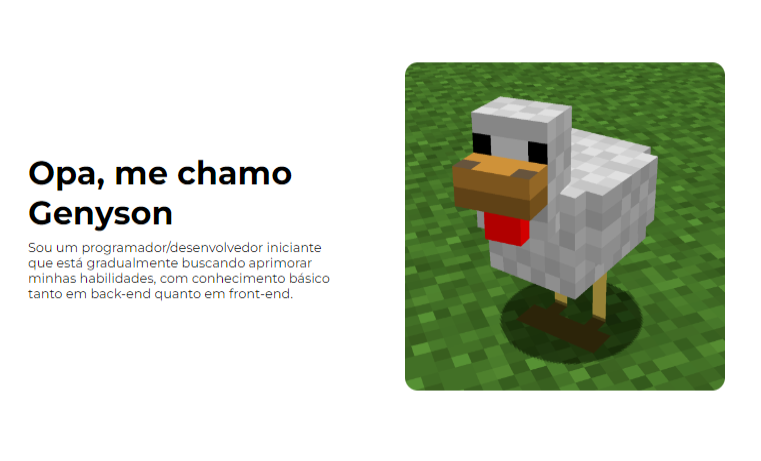 Opa, me chamo
Genyson
Sou um programador/desenvolvedor iniciante
que está gradualmente buscando aprimorar
minhas habilidades, com conhecimento básico
tanto em back-end quanto em front-end.